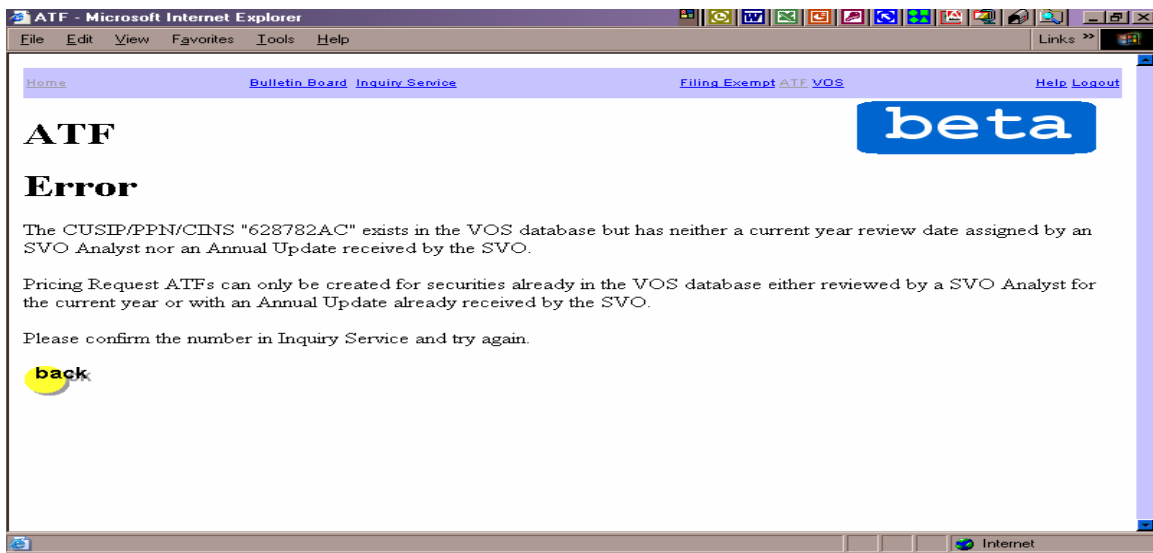 ATF - Microsoft Internet Explorer
File Edit View Favorites Tools Help Links »
Home Bulletin Board Inquiry Service Filing Exempt ATF VOS Help Logout
beta
ATF
Error
The CUSIP/PPN/CINS "628782AC" exists in the VOS database but has neither a current year review date assigned by an
SVO Analyst nor an Annual Update received by the SVO.
Pricing Request ATFs can only be created for securities already in the VOS database either reviewed by a SVO Analyst for
the current year or with an Annual Update already received by the SVO.
Please confirm the number in Inquiry Service and try again.
back
Internet